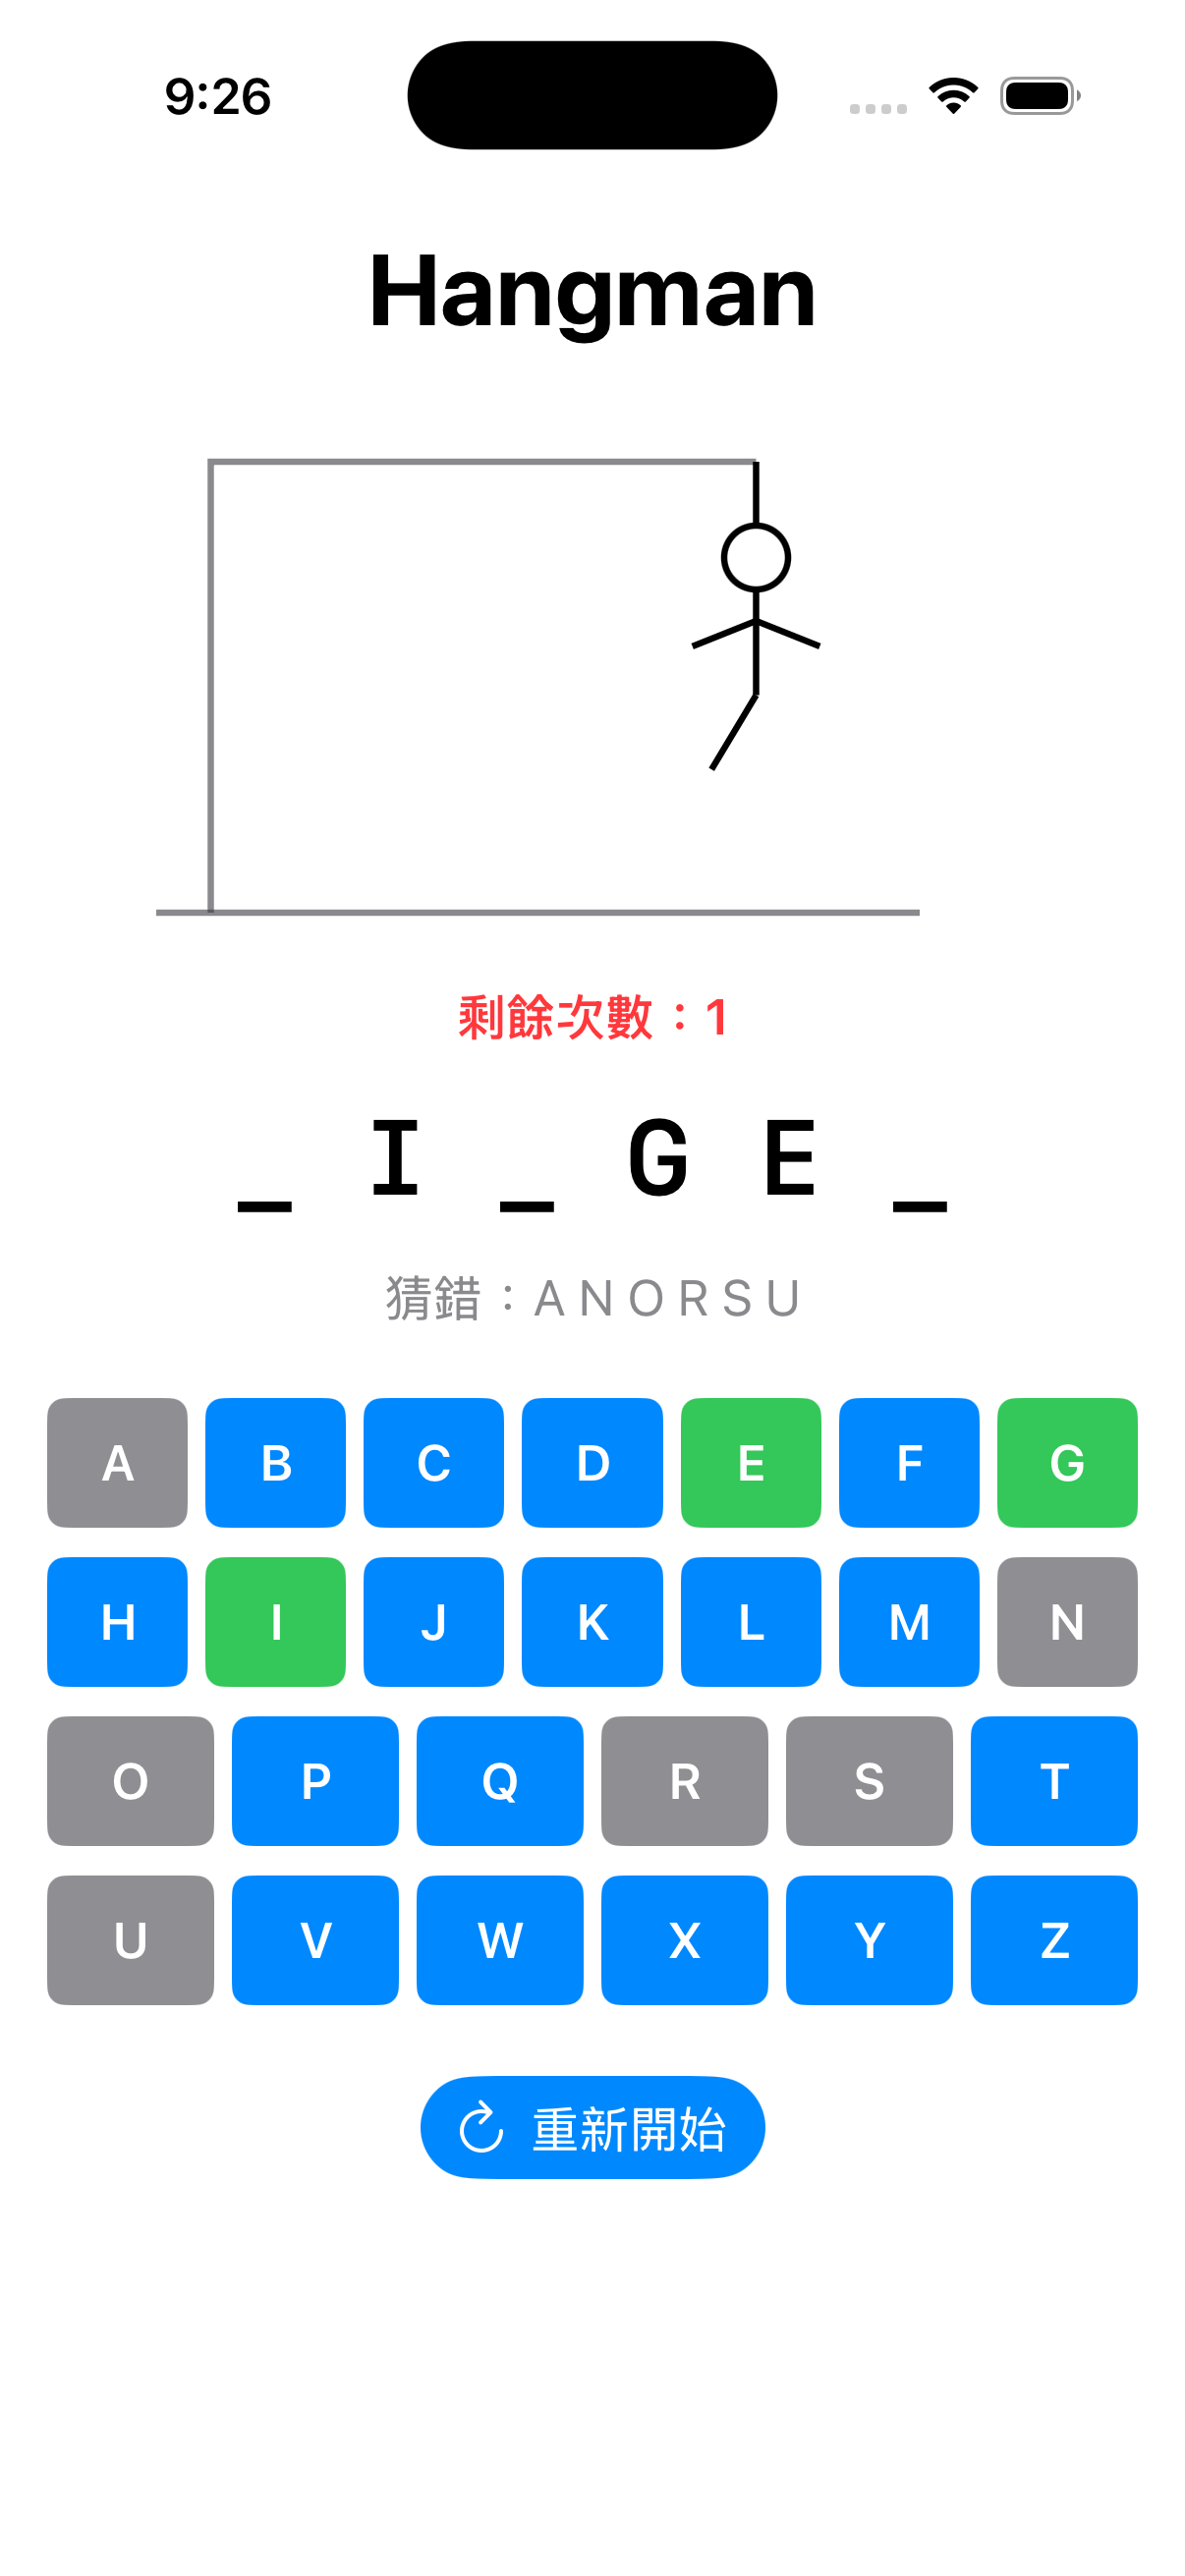 9:26
Hangman
剩餘次數：1
_ I _ G E _
猜錯：A N O R S U
A B C D E F G
H I J K L M N
O P Q R S T
U V W X Y Z
重新開始